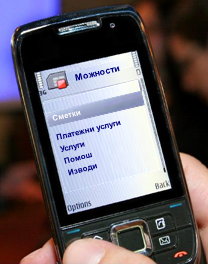 Можности
Сметки
Платежни услуги
Услуги
Помош
Изводи
Options
Back